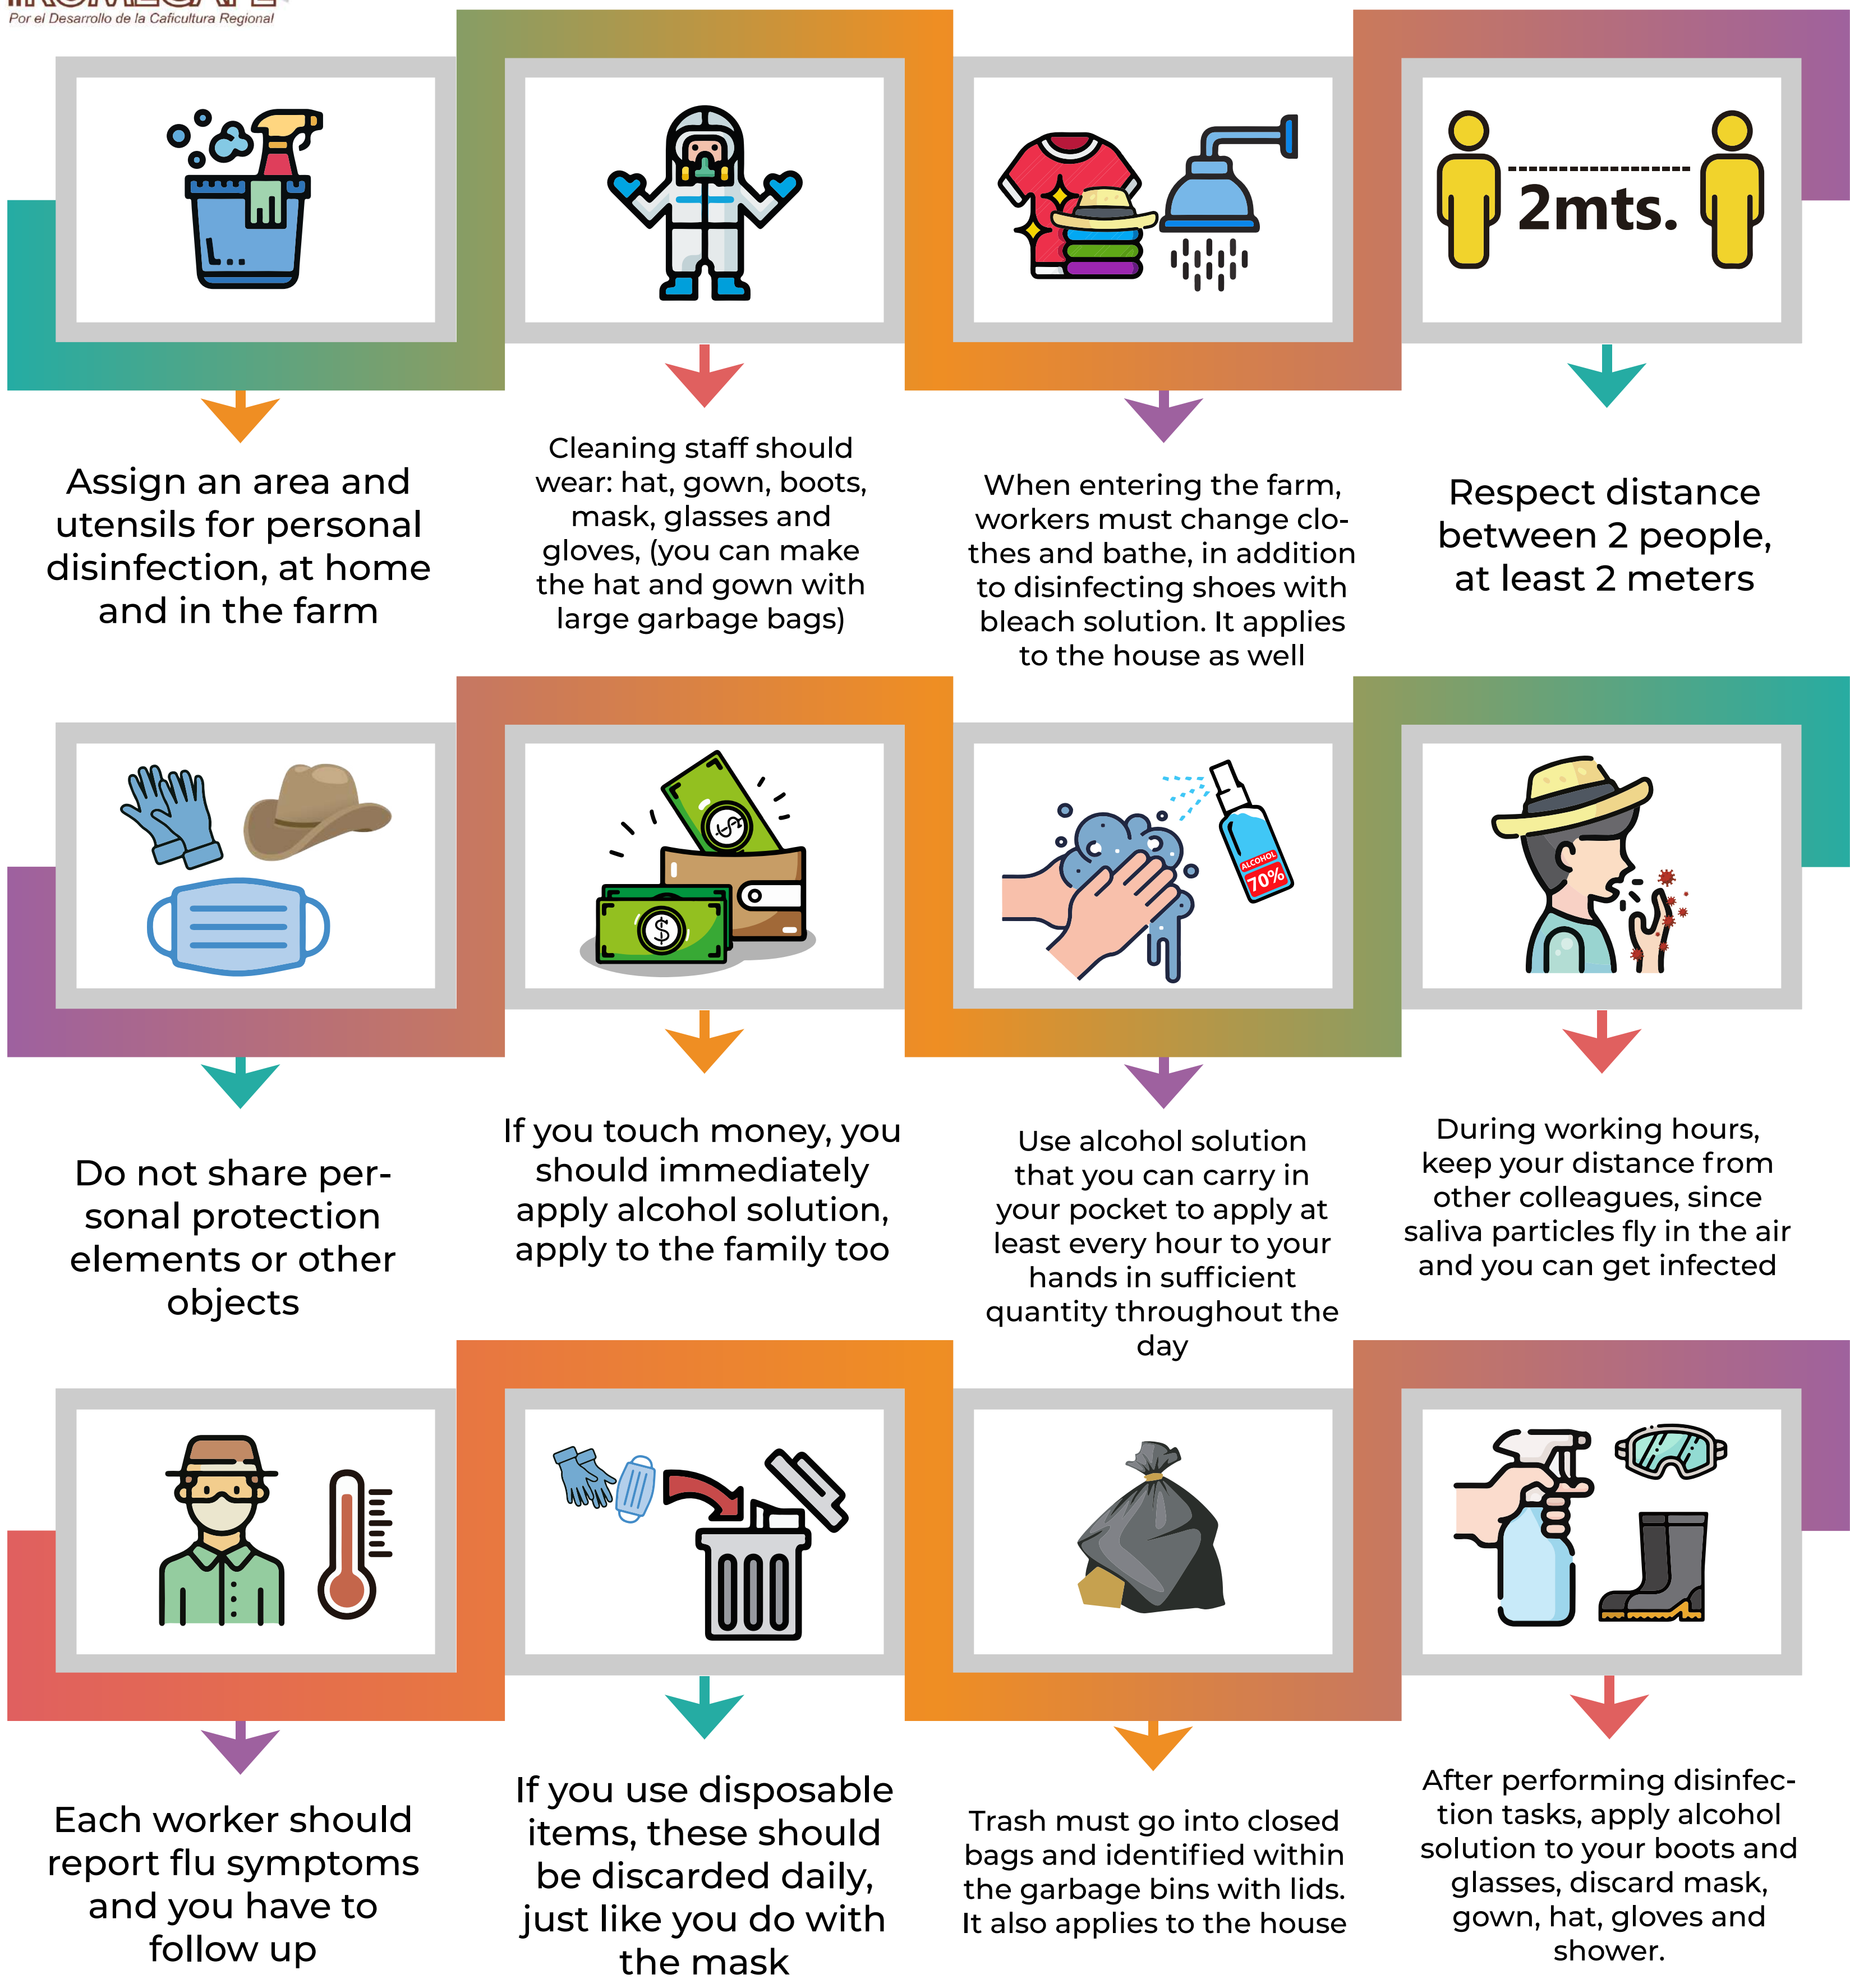 Por el Desarrollo de la Caficultura Regional
2mts.
Assign an area and
utensils for personal
disinfection, at home
and in the farm
Cleaning staff should
wear: hat, gown, boots,
mask, glasses and
gloves, (you can make
the hat and gown with
large garbage bags)
When entering the farm,
workers must change clo-
thes and bathe, in addition
to disinfecting shoes with
bleach solution. It applies
to the house as well
Respect distance
between 2 people,
at least 2 meters
$
$
ALCOHOL
70%
Do not share per-
sonal protection
elements or other
objects
If you touch money, you
should immediately
apply alcohol solution,
apply to the family too
Use alcohol solution
that you can carry in
your pocket to apply at
least every hour to your
hands in sufficient
quantity throughout the
day
During working hours,
keep your distance from
other colleagues, since
saliva particles fly in the air
and you can get infected
Each worker should
report flu symptoms
and you have to
follow up
If you use disposable
items, these should
be discarded daily,
just like you do with
the mask
Trash must go into closed
bags and identified within
the garbage bins with lids.
It also applies to the house
After performing disinfec-
tion tasks, apply alcohol
solution to your boots and
glasses, discard mask,
gown, hat, gloves and
shower.